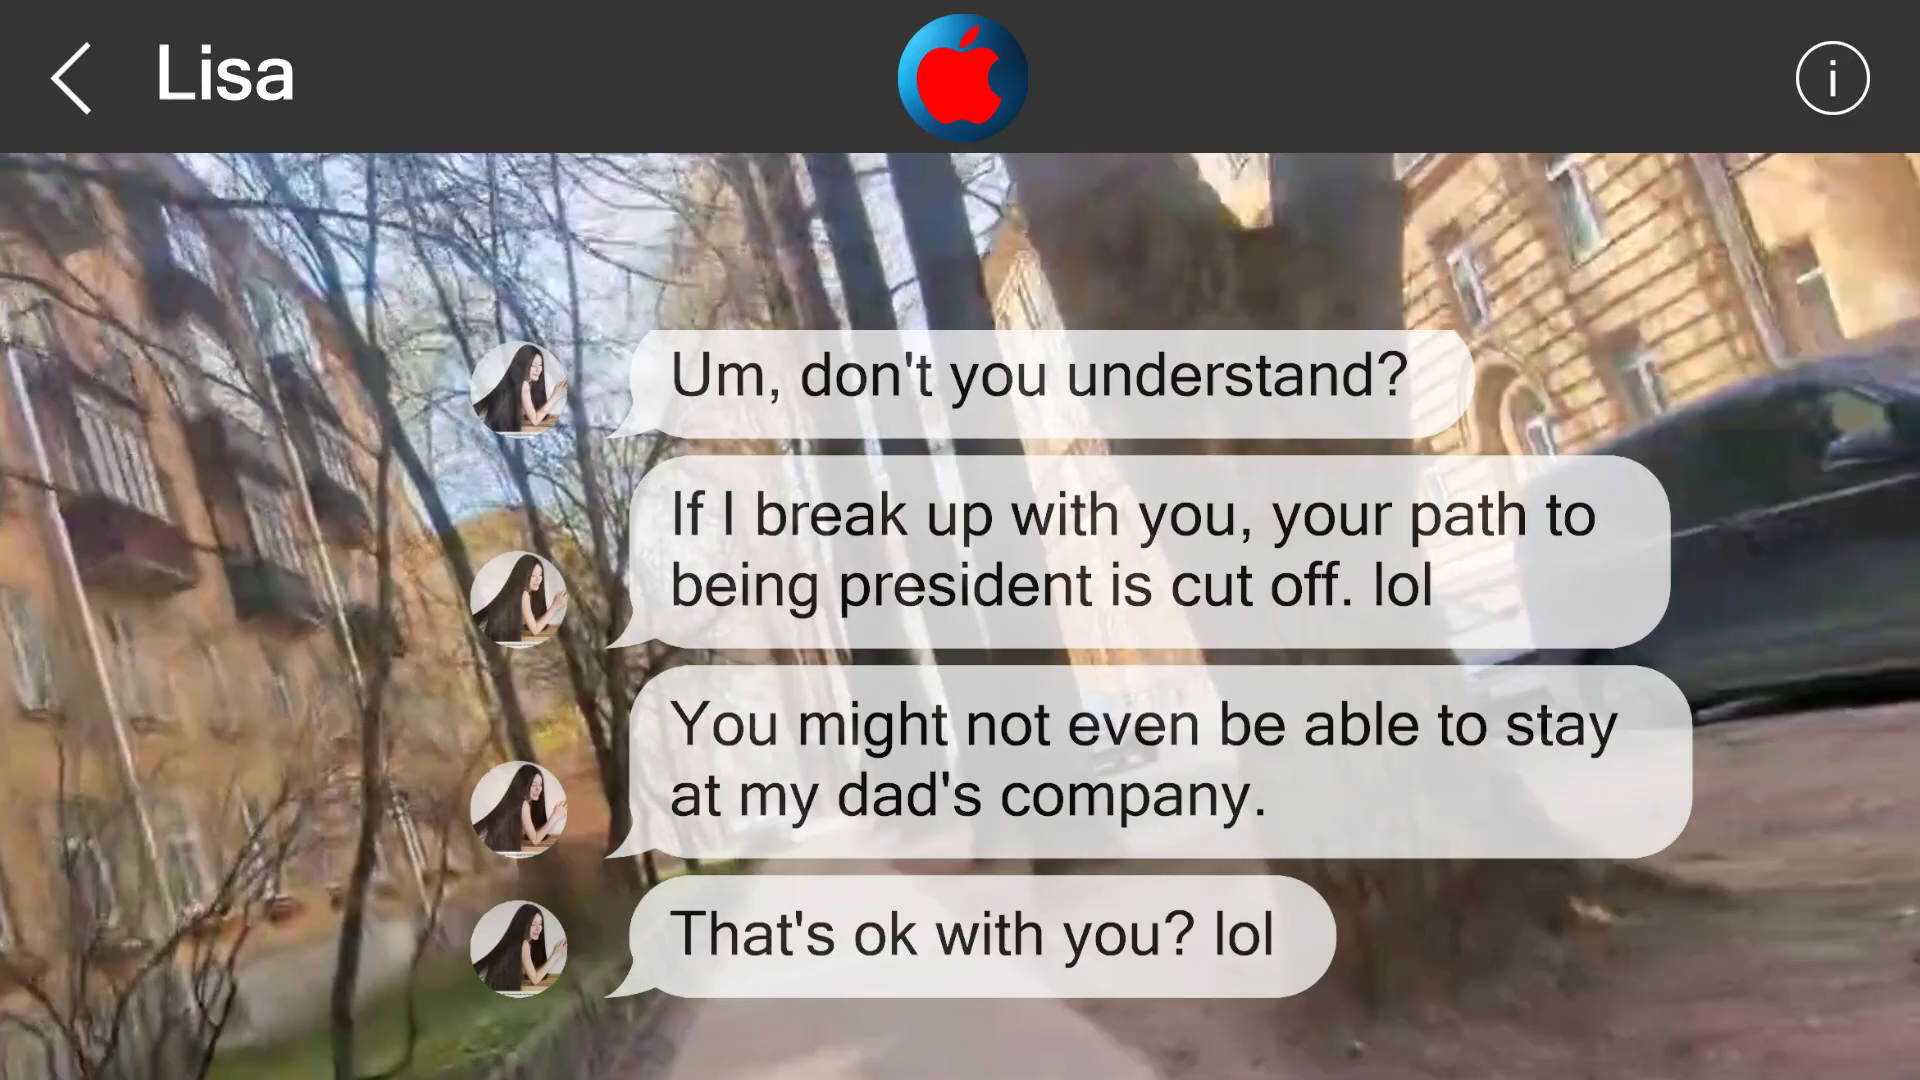 Lisa
i
Um, don't you understand?
If I break up with you, your path to
being president is cut off. lol
You might not even be able to stay
at my dad's company.
That's ok with you? lol